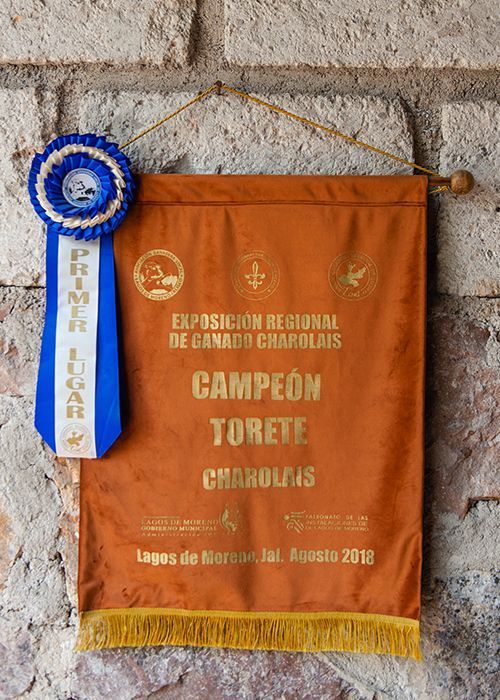 PRIMER LUGAR
EXPOSICIÓN REGIONAL
DE GANADO CHAROLAIS
CAMPEÓN
TORETE
CHAROLAIS
LAGOS DE MORENO
GOBIERNO MUNICIPAL
PATRONATO DE LAS
INSTALACIONES DE
DE LAGOS DE MORENO
Lagos de Moreno, Jal. Agosto 2018